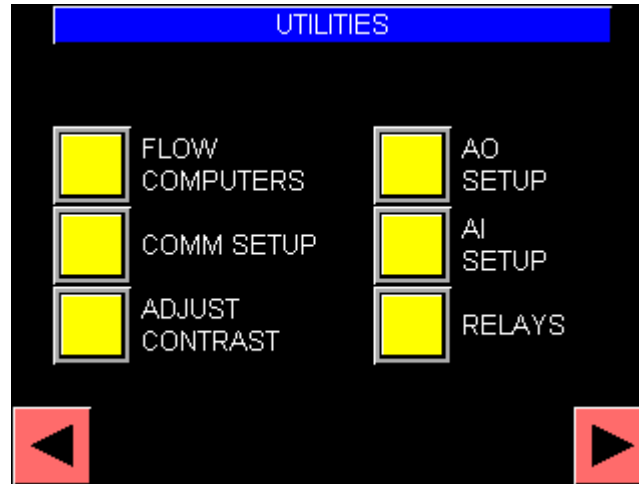 UTILITIES
FLOW
COMPUTERS
COMM SETUP
ADJUST
CONTRAST
AO
SETUP
AI
SETUP
RELAYS